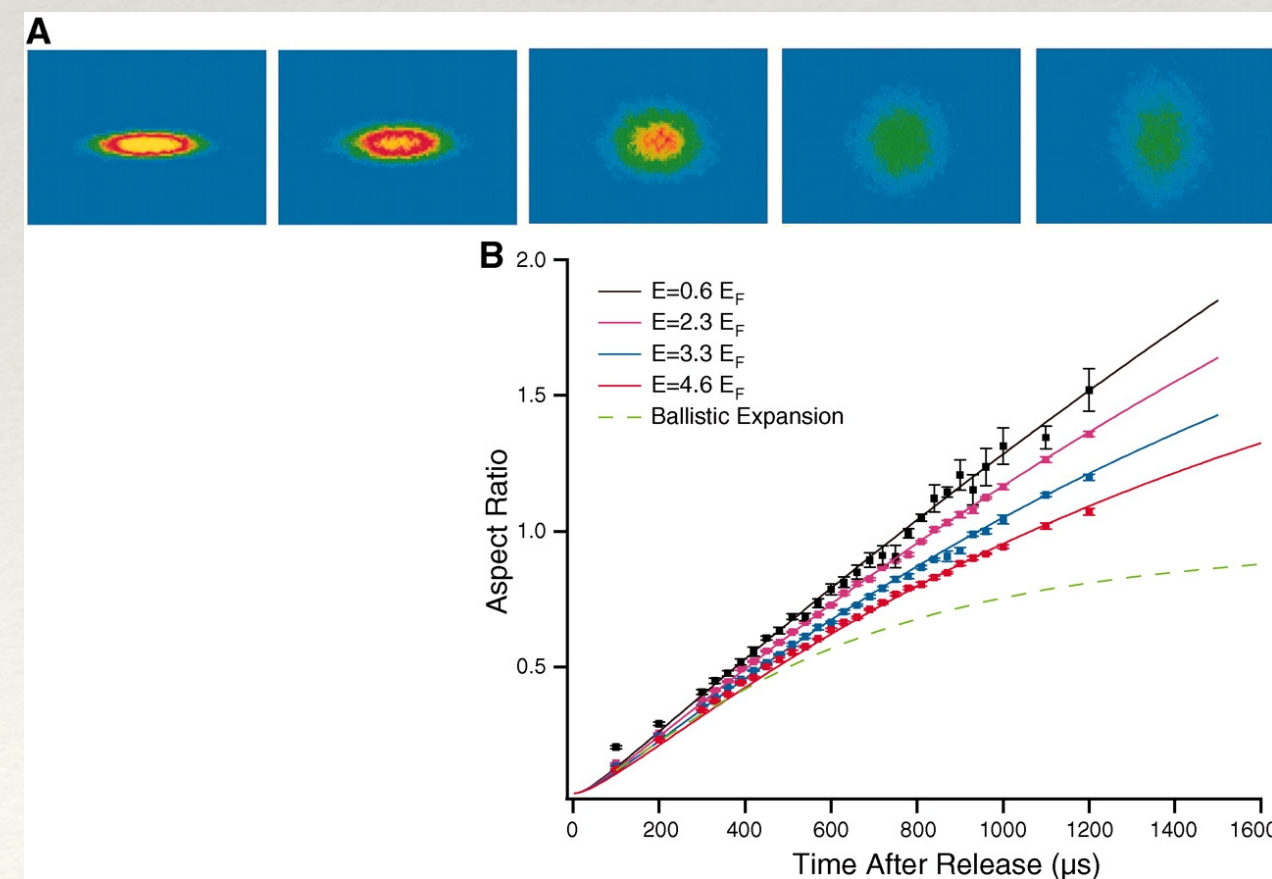 A
B
2.0
1.5
1.0
0.5
Aspect Ratio
E=0.6 E_F
E=2.3 E_F
E=3.3 E_F
E=4.6 E_F
Ballistic Expansion
0 200 400 600 800 1000 1200 1400 1600
Time After Release (µs)